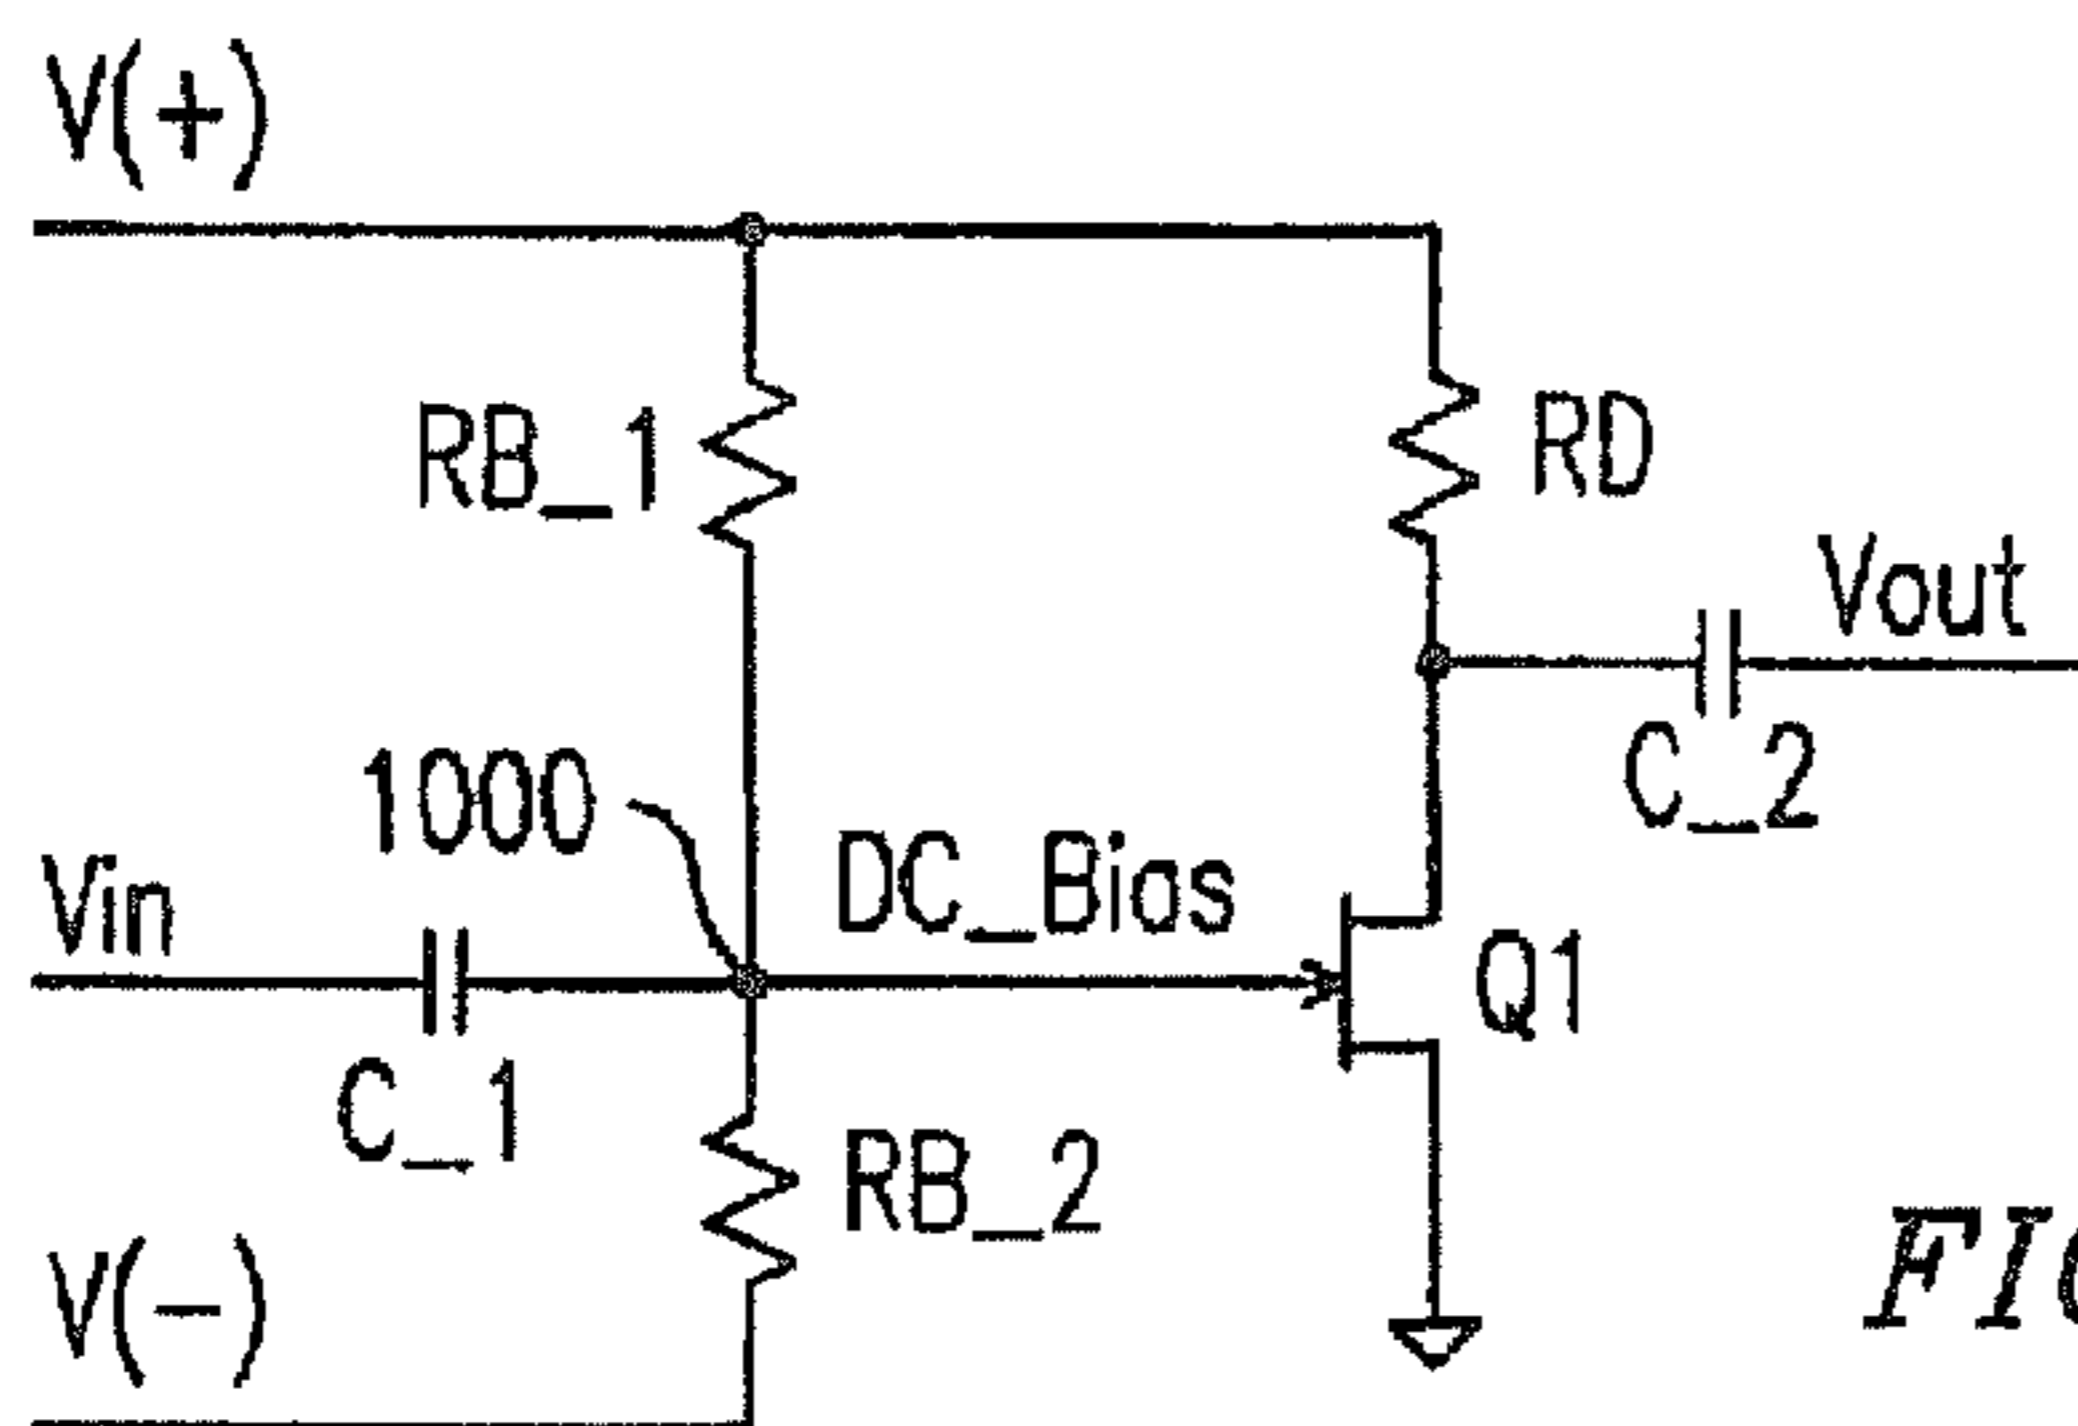 V(+)
RB_1
RD
Vout
C_2
1000
DC_Bias
Vin
Q1
C_1
RB_2
V(-)